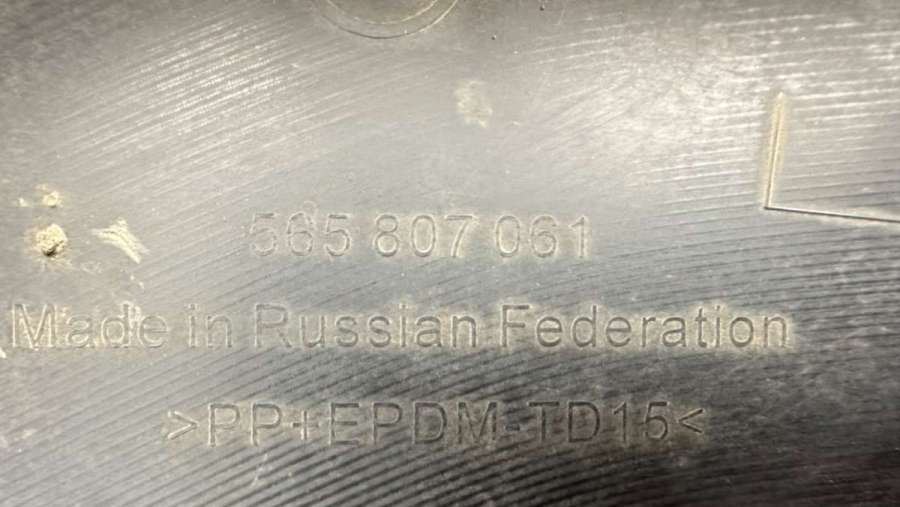 565 807 061
Made in Russian Federation
>PP+EPDM-TD15<